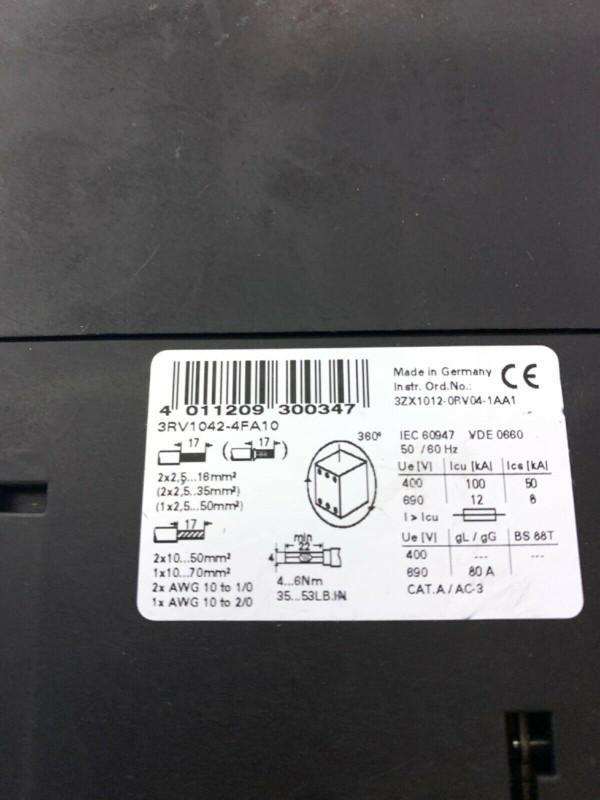 4 011209 300347
3RV1042-4FA10
Made in Germany
Instr. Ord.No.:
3ZX1012-0RV04-1AA1
CE
17
( 17 )
2x2,5...16mm²
(2x2,5...35mm²)
(1x2,5...50mm²)
17
2x10...50mm²
1x10...70mm²
2x AWG 10 to 1/0
1x AWG 10 to 2/0
360°
min
22
4
4...6Nm
35...53LB.IN
IEC 60947 VDE 0660
50 / 60 Hz
Ue [V] Icu [kA] Ics [kA]
400 100 50
690 12 6
I > Icu
Ue [V] gL / gG BS 88T
400 --- ---
690 80 A
CAT.A / AC-3